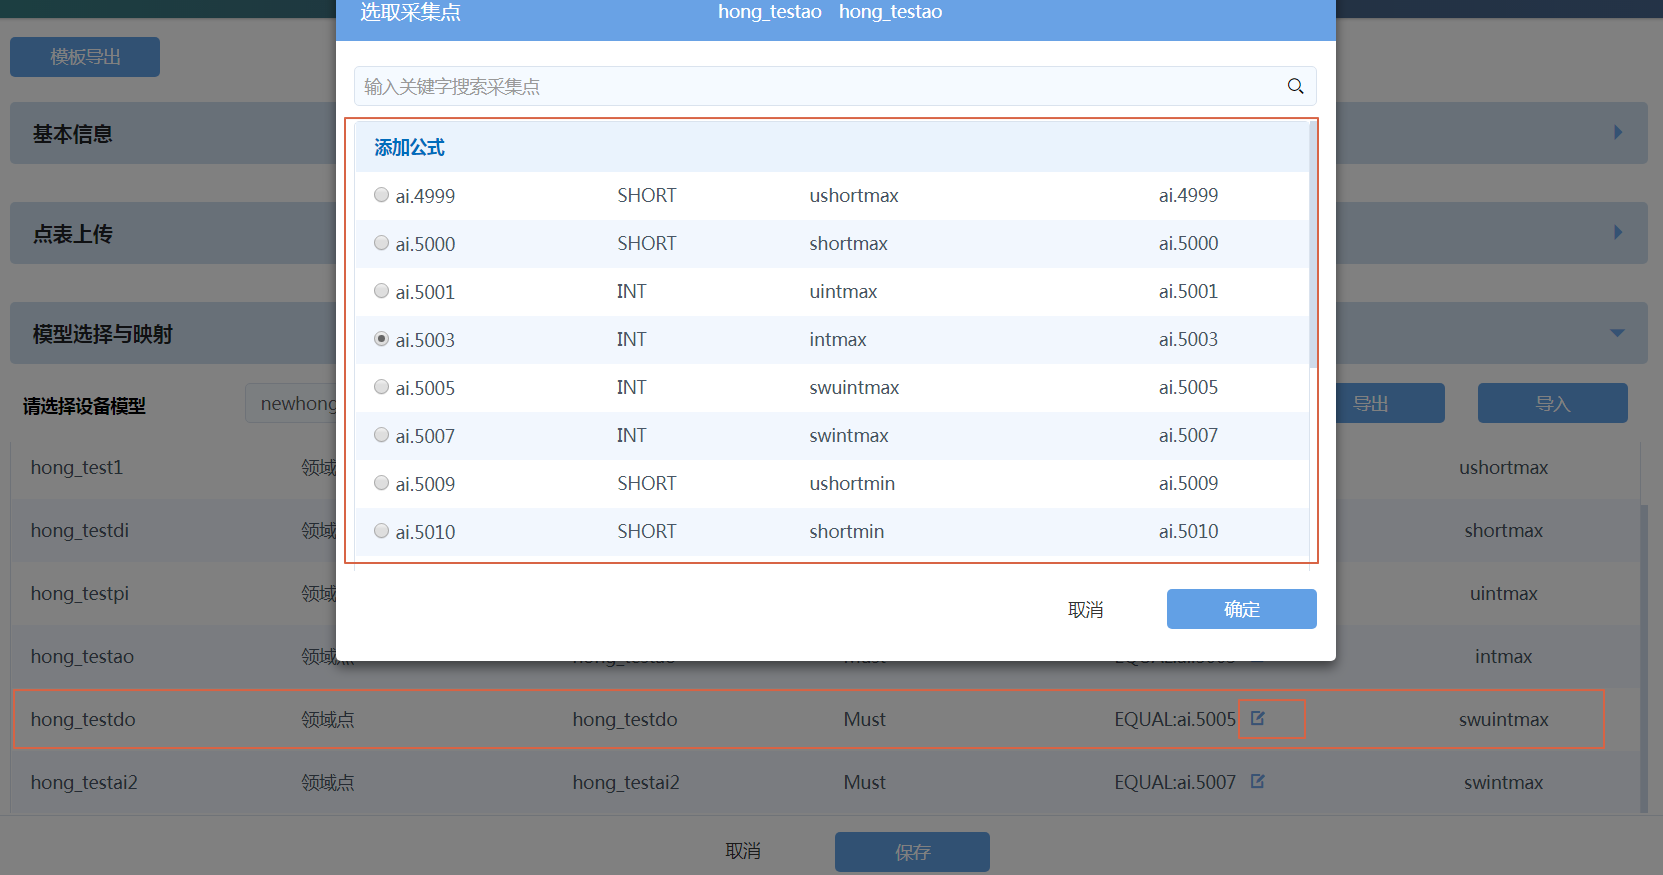 选取采集点 hong_testao hong_testao
模板导出
输入关键字搜索采集点
基本信息
添加公式
ai.4999 SHORT ushortmax ai.4999
点表上传
ai.5000 SHORT shortmax ai.5000
ai.5001 INT uintmax ai.5001
模型选择与映射
ai.5003 INT intmax ai.5003
ai.5005 INT swuintmax ai.5005
请选择设备模型 newhong 导出 导入
ai.5007 INT swintmax ai.5007
hong_test1 领域 ushortmax
ai.5009 SHORT ushortmin ai.5009
hong_testdi 领域 shortmax
ai.5010 SHORT shortmin ai.5010
hong_testpi 领域 uintmax
取消 确定
hong_testao 领域点 intmax
hong_testdo 领域点 hong_testdo Must EQUAL:ai.5005 swuintmax
hong_testai2 领域点 hong_testai2 Must EQUAL:ai.5007 swintmax
取消 保存